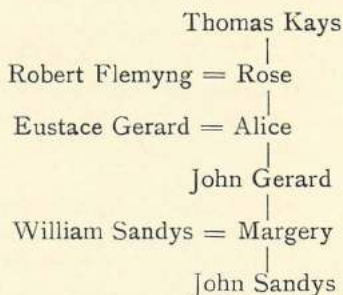 Thomas Kays
Robert Flemyng = Rose
Eustace Gerard = Alice
John Gerard
William Sandys = Margery
John Sandys